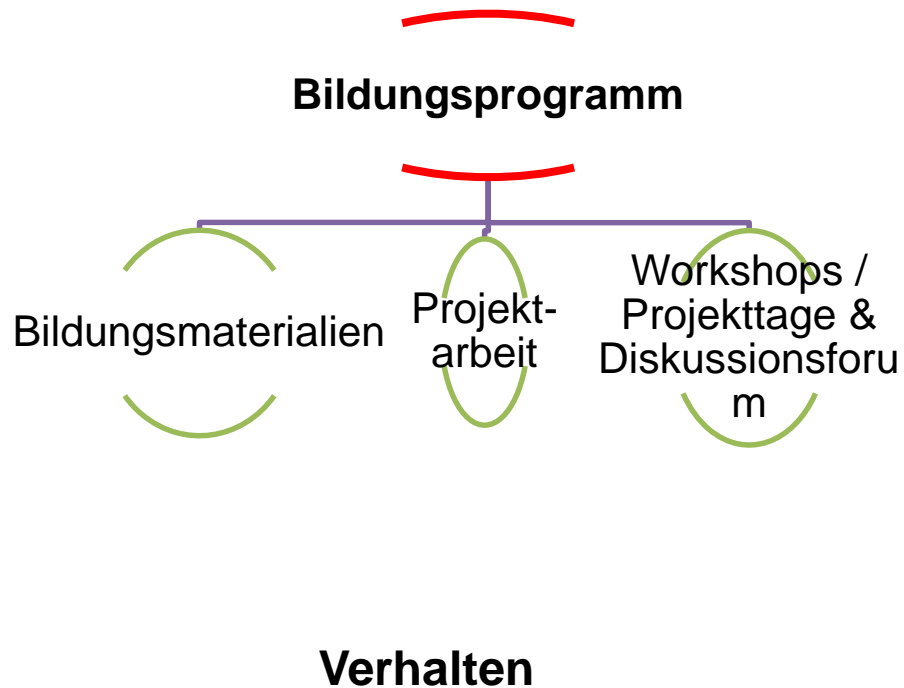 Bildungsprogramm
Bildungsmaterialien
Projekt-
arbeit
Workshops /
Projekttage &
Diskussionsforu
m
Verhalten